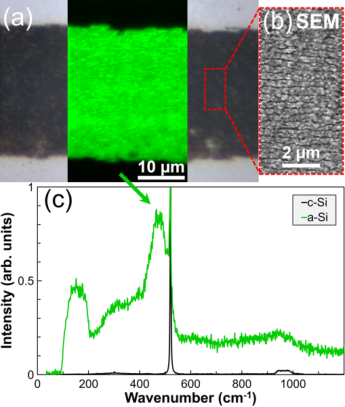 (a)
(b) SEM
10 µm
2 µm
(c)
c-Si
a-Si
Intensity (arb. units)
1
0.5
0
0 200 400 600 800 1000
Wavenumber (cm-1)